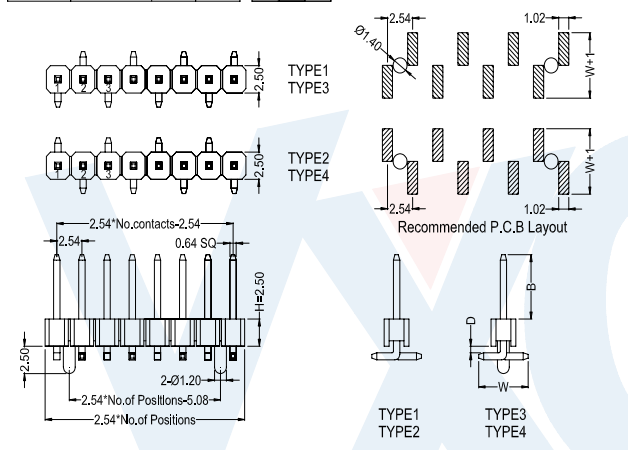 2.54
1.02
Ø1.40
W+1
1 2 3
2.50
TYPE1
TYPE3
1 2 3
2.50
TYPE2
TYPE4
W+1
2.54
1.02
Recommended P.C.B Layout
2.54*No.contacts-2.54
2.54
0.64 SQ
H=2.50
2.50
2-Ø1.20
2.54*No.of Positions-5.08
2.54*No.of Positions
B
D
W
TYPE1
TYPE2
TYPE3
TYPE4